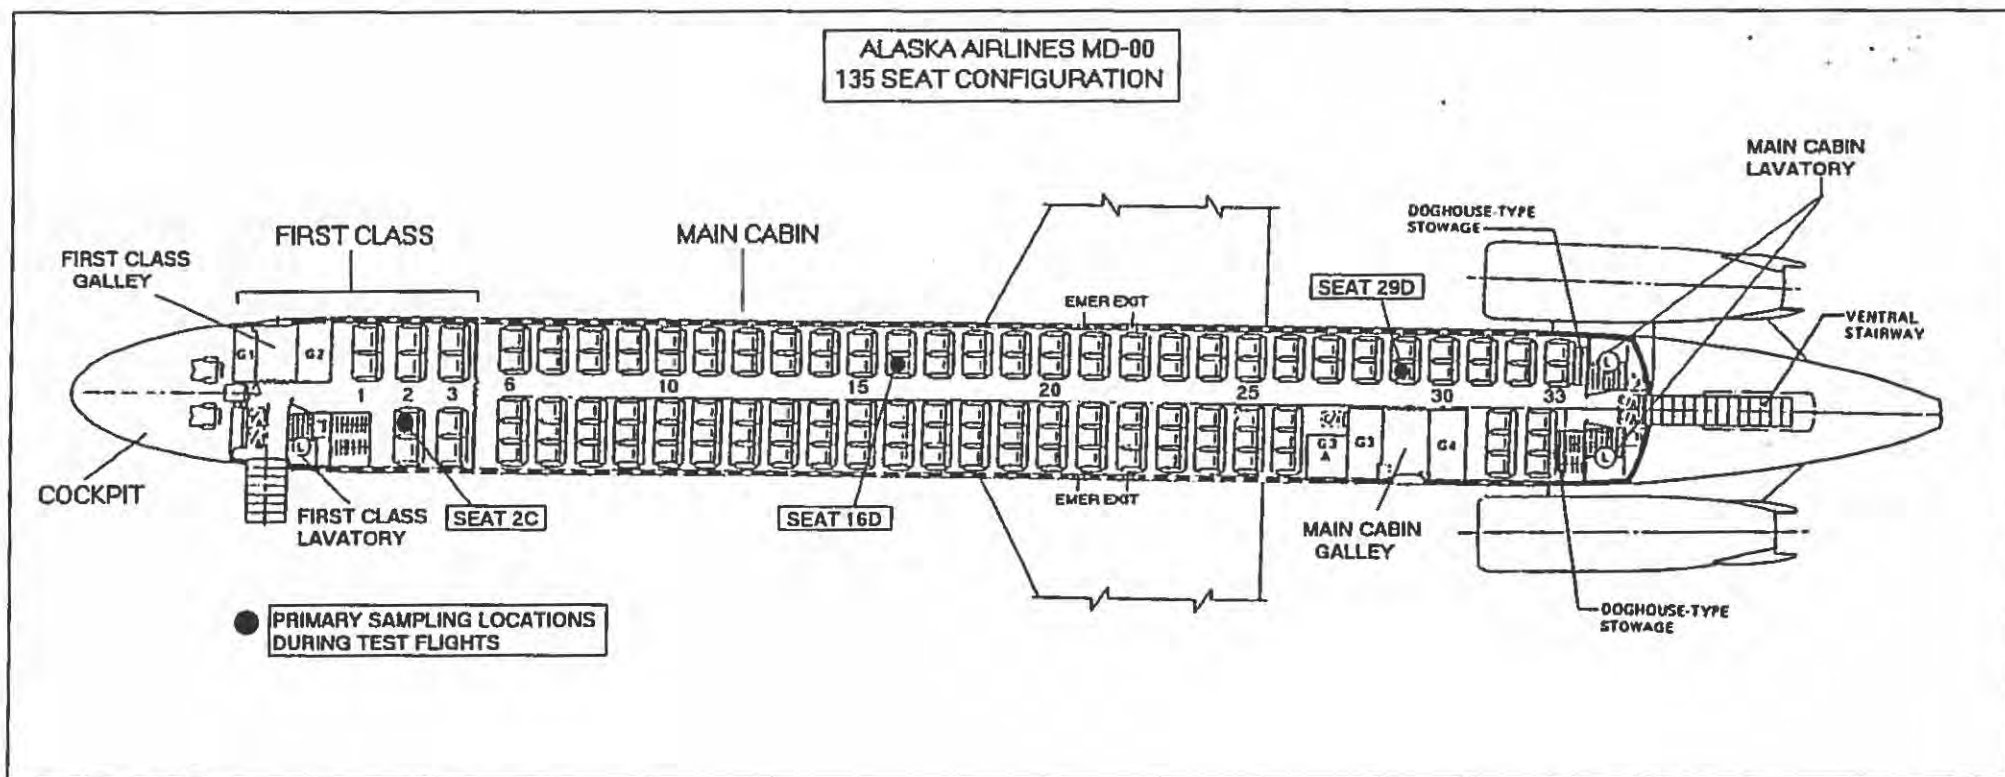 ALASKA AIRLINES MD-00
135 SEAT CONFIGURATION
MAIN CABIN
LAVATORY
DOGHOUSE-TYPE
STOWAGE
FIRST CLASS
MAIN CABIN
FIRST CLASS
GALLEY
SEAT 29D
EMER EXIT
VENTRAL
STAIRWAY
G1
G2
1
2
3
6
10
15
20
25
30
33
L
G3
A
G3
G4
L
L
COCKPIT
FIRST CLASS
LAVATORY
SEAT 2C
SEAT 16D
EMER EXIT
MAIN CABIN
GALLEY
DOGHOUSE-TYPE
STOWAGE
PRIMARY SAMPLING LOCATIONS
DURING TEST FLIGHTS